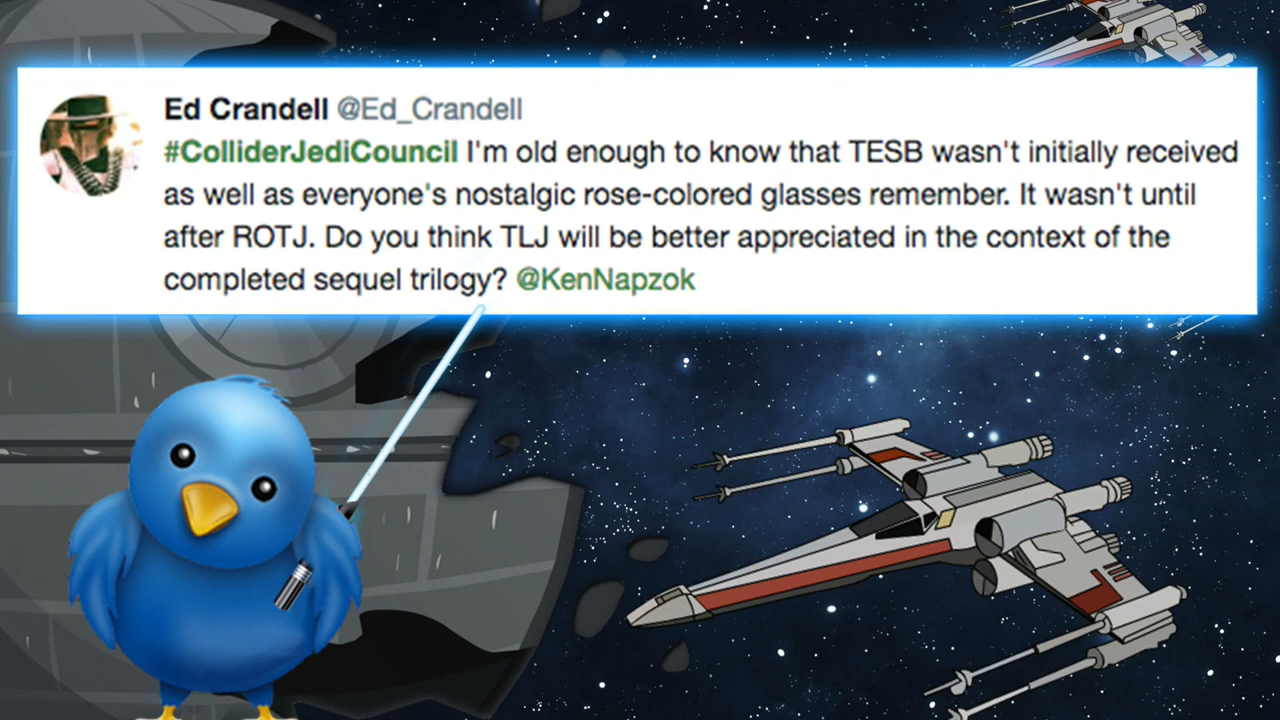 Ed Crandell @Ed_Crandell
#ColliderJediCouncil I'm old enough to know that TESB wasn't initially received
as well as everyone's nostalgic rose-colored glasses remember. It wasn't until
after ROTJ. Do you think TLJ will be better appreciated in the context of the
completed sequel trilogy? @KenNapzok